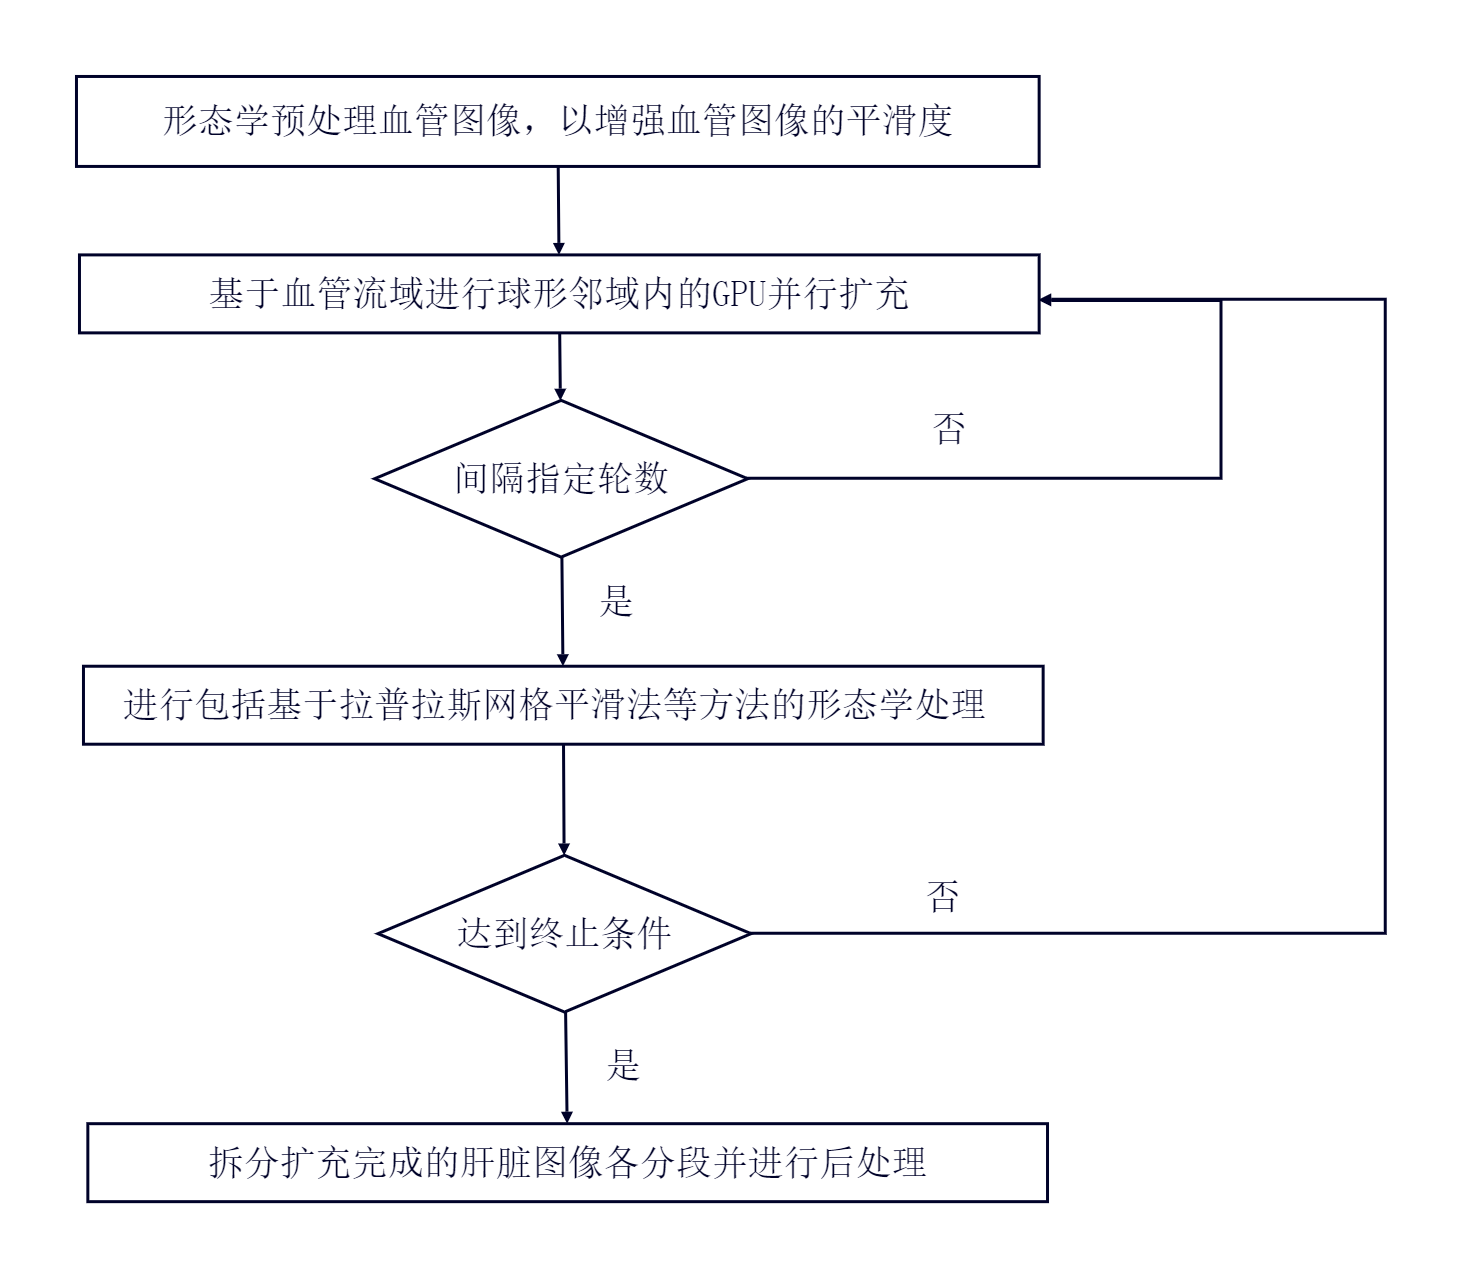 形态学预处理血管图像，以增强血管图像的平滑度
基于血管流域进行球形邻域内的GPU并行扩充
间隔指定轮数
否
是
进行包括基于拉普拉斯网格平滑法等方法的形态学处理
达到终止条件
否
是
拆分扩充完成的肝脏图像各分段并进行后处理